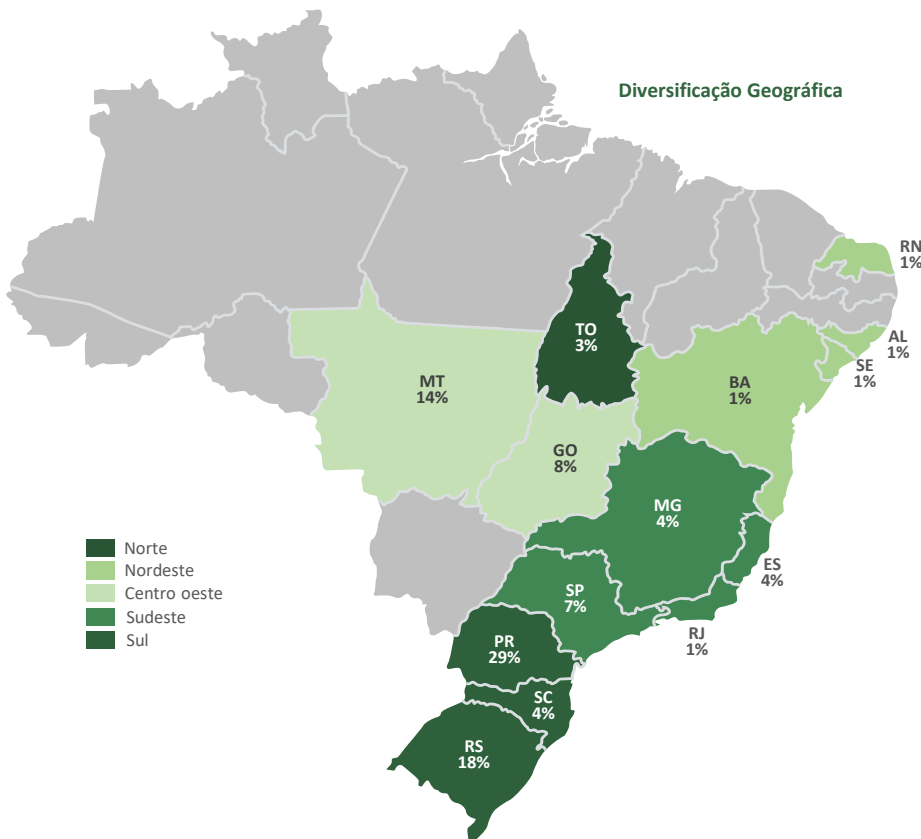 Diversificação Geográfica
RN
1%
TO
3%
AL
1%
SE
1%
MT
14%
BA
1%
GO
8%
MG
4%
ES
4%
SP
7%
RJ
1%
PR
29%
SC
4%
RS
18%
Norte
Nordeste
Centro oeste
Sudeste
Sul